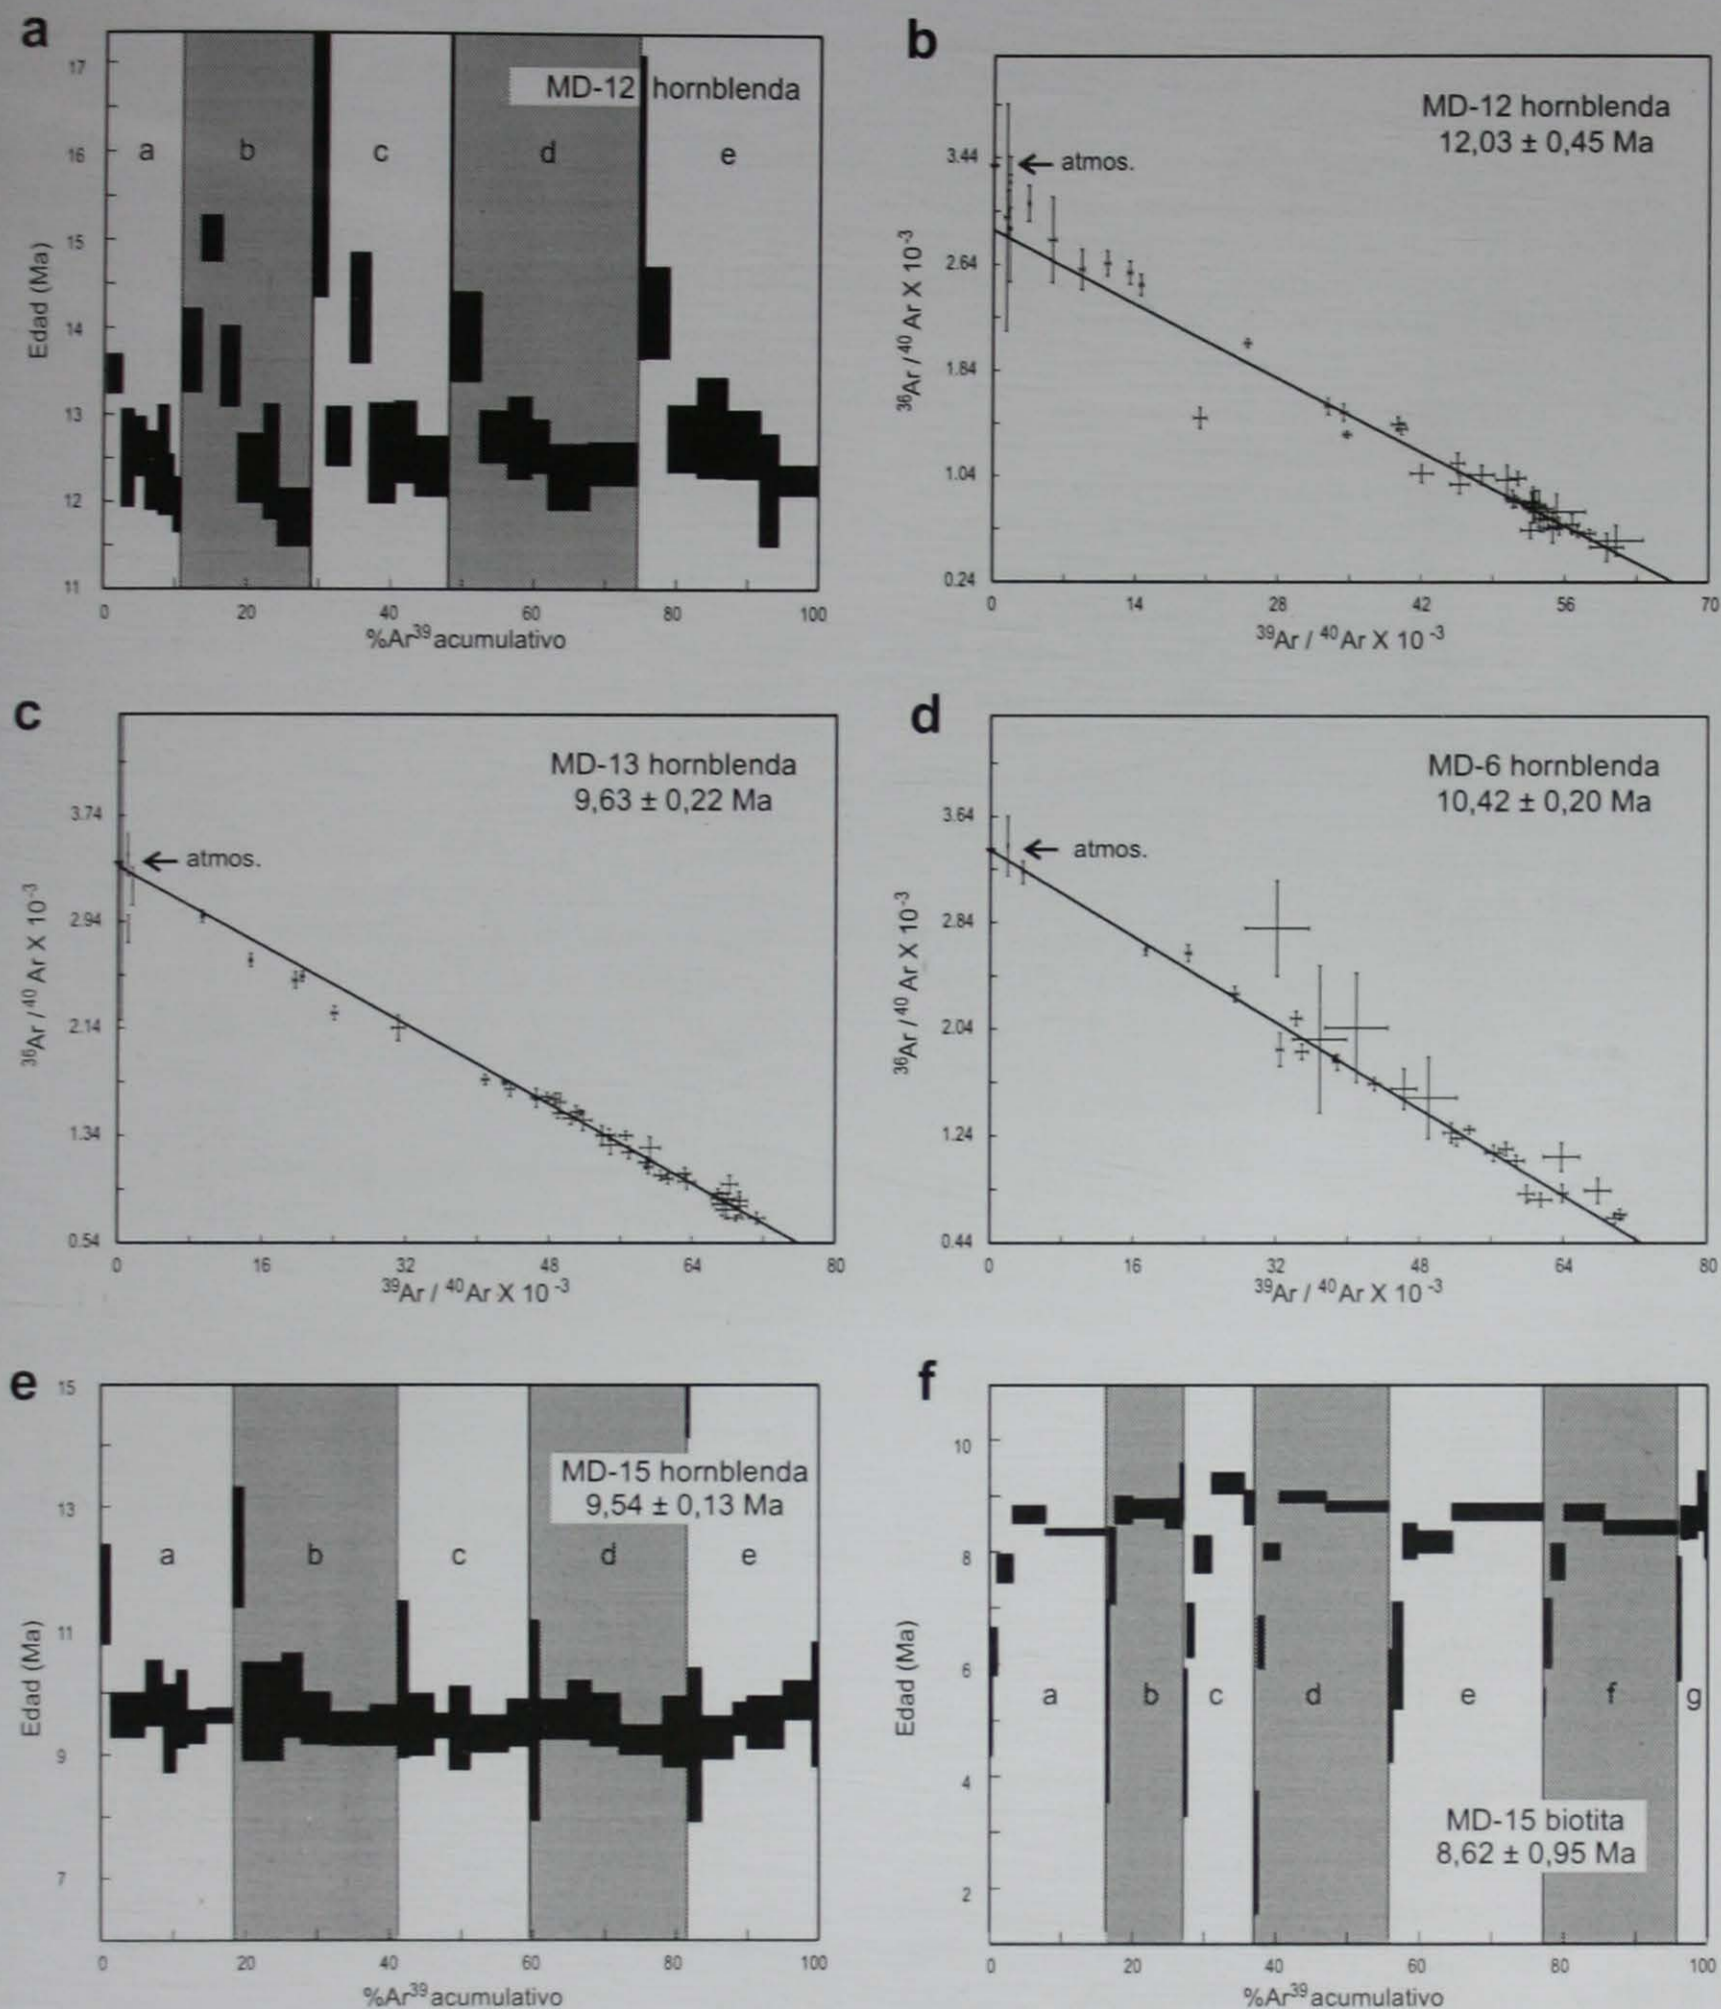 a
MD-12 hornblenda
a b c d e
17
16
15
14
13
12
11
Edad (Ma)
0 20 40 60 80 100
%Ar³⁹ acumulativo
b
MD-12 hornblenda
12,03 ± 0,45 Ma
atmos.
3.44
2.64
1.84
1.04
0.24
³⁶Ar / ⁴⁰Ar X 10⁻³
0 14 28 42 56 70
³⁹Ar / ⁴⁰Ar X 10⁻³
c
MD-13 hornblenda
9,63 ± 0,22 Ma
atmos.
3.74
2.94
2.14
1.34
0.54
³⁶Ar / ⁴⁰Ar X 10⁻³
0 16 32 48 64 80
³⁹Ar / ⁴⁰Ar X 10⁻³
d
MD-6 hornblenda
10,42 ± 0,20 Ma
atmos.
3.64
2.84
2.04
1.24
0.44
³⁶Ar / ⁴⁰Ar X 10⁻³
0 16 32 48 64 80
³⁹Ar / ⁴⁰Ar X 10⁻³
e
MD-15 hornblenda
9,54 ± 0,13 Ma
a b c d e
15
13
11
9
7
Edad (Ma)
0 20 40 60 80 100
%Ar³⁹ acumulativo
f
10
8
6
4
2
Edad (Ma)
a b c d e f g
MD-15 biotita
8,62 ± 0,95 Ma
0 20 40 60 80 100
%Ar³⁹ acumulativo